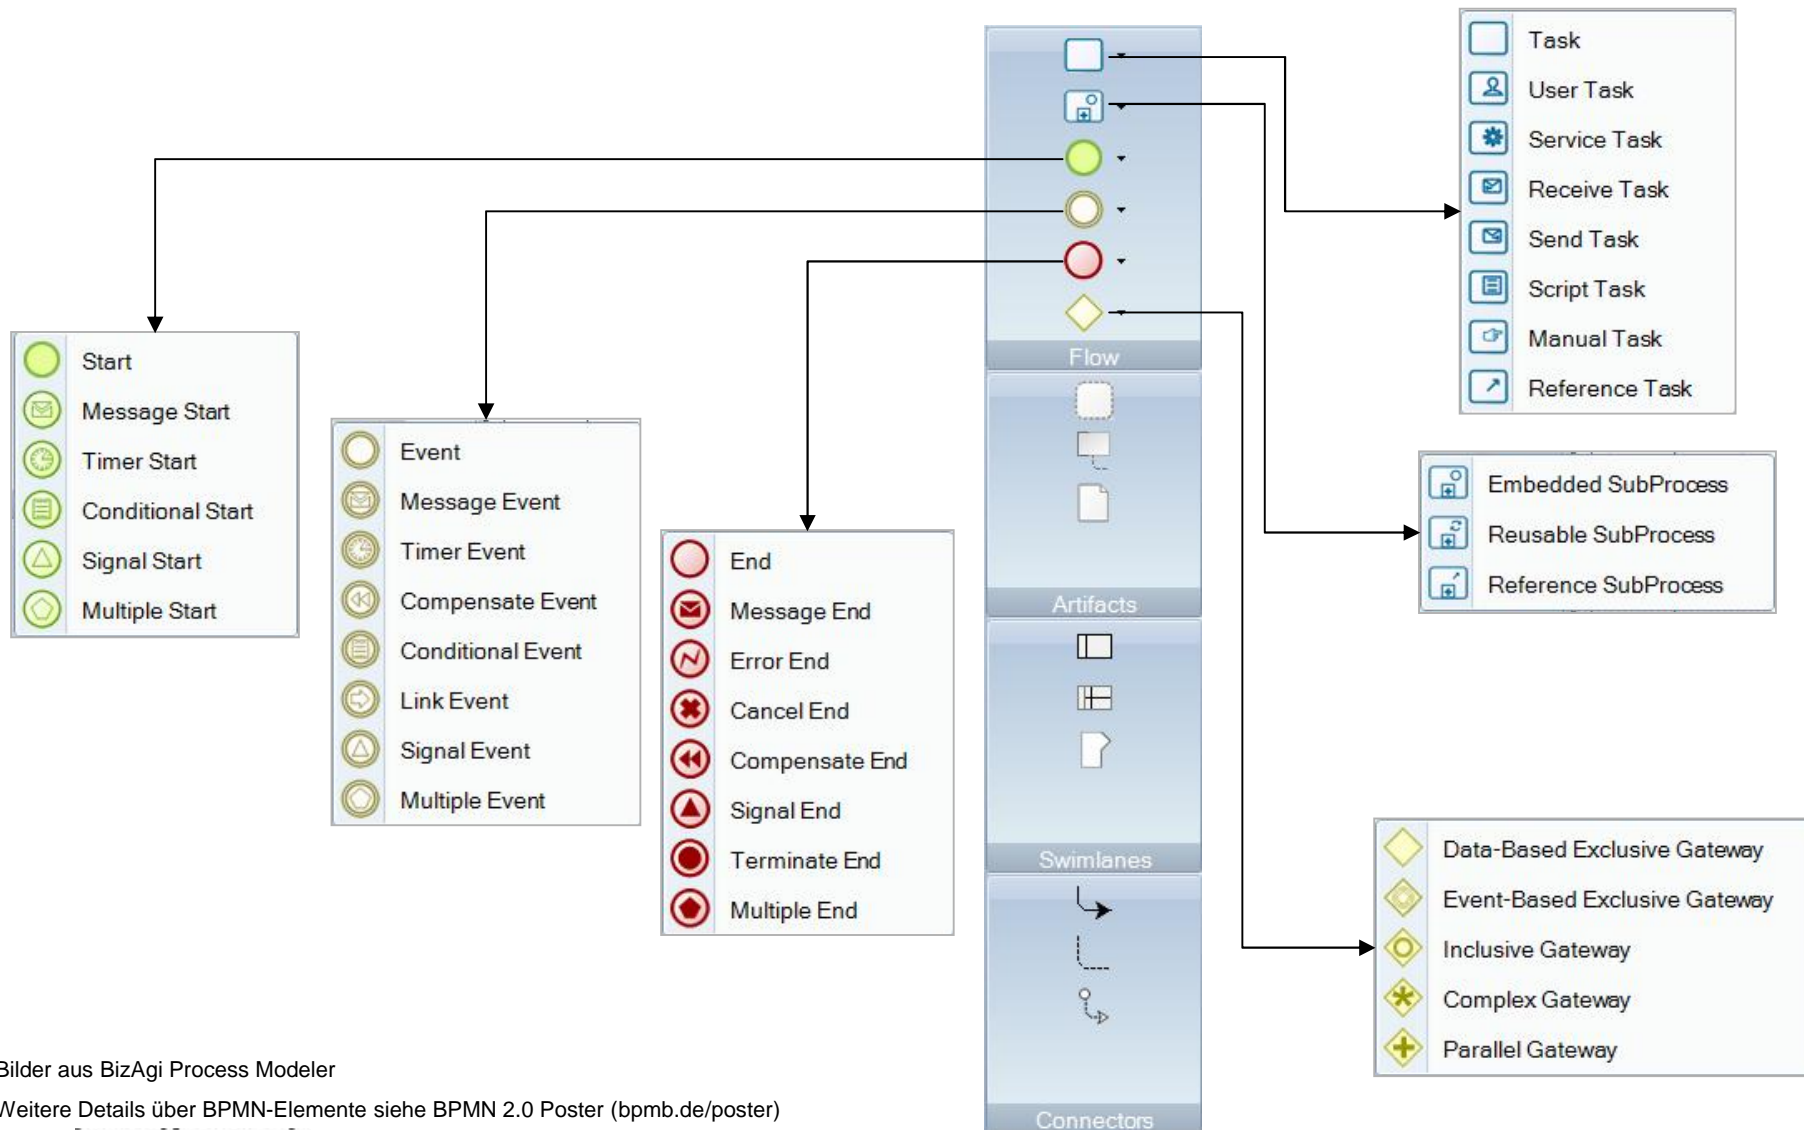 Task
User Task
Service Task
Receive Task
Send Task
Script Task
Manual Task
Reference Task
Flow
Start
Message Start
Timer Start
Conditional Start
Signal Start
Multiple Start
Event
Message Event
Timer Event
Compensate Event
Conditional Event
Link Event
Signal Event
Multiple Event
End
Message End
Error End
Cancel End
Compensate End
Signal End
Terminate End
Multiple End
Embedded SubProcess
Reusable SubProcess
Reference SubProcess
Artifacts
Swimlanes
Data-Based Exclusive Gateway
Event-Based Exclusive Gateway
Inclusive Gateway
Complex Gateway
Parallel Gateway
Connectors
Bilder aus BizAgi Process Modeler
Weitere Details über BPMN-Elemente siehe BPMN 2.0 Poster (bpmb.de/poster)